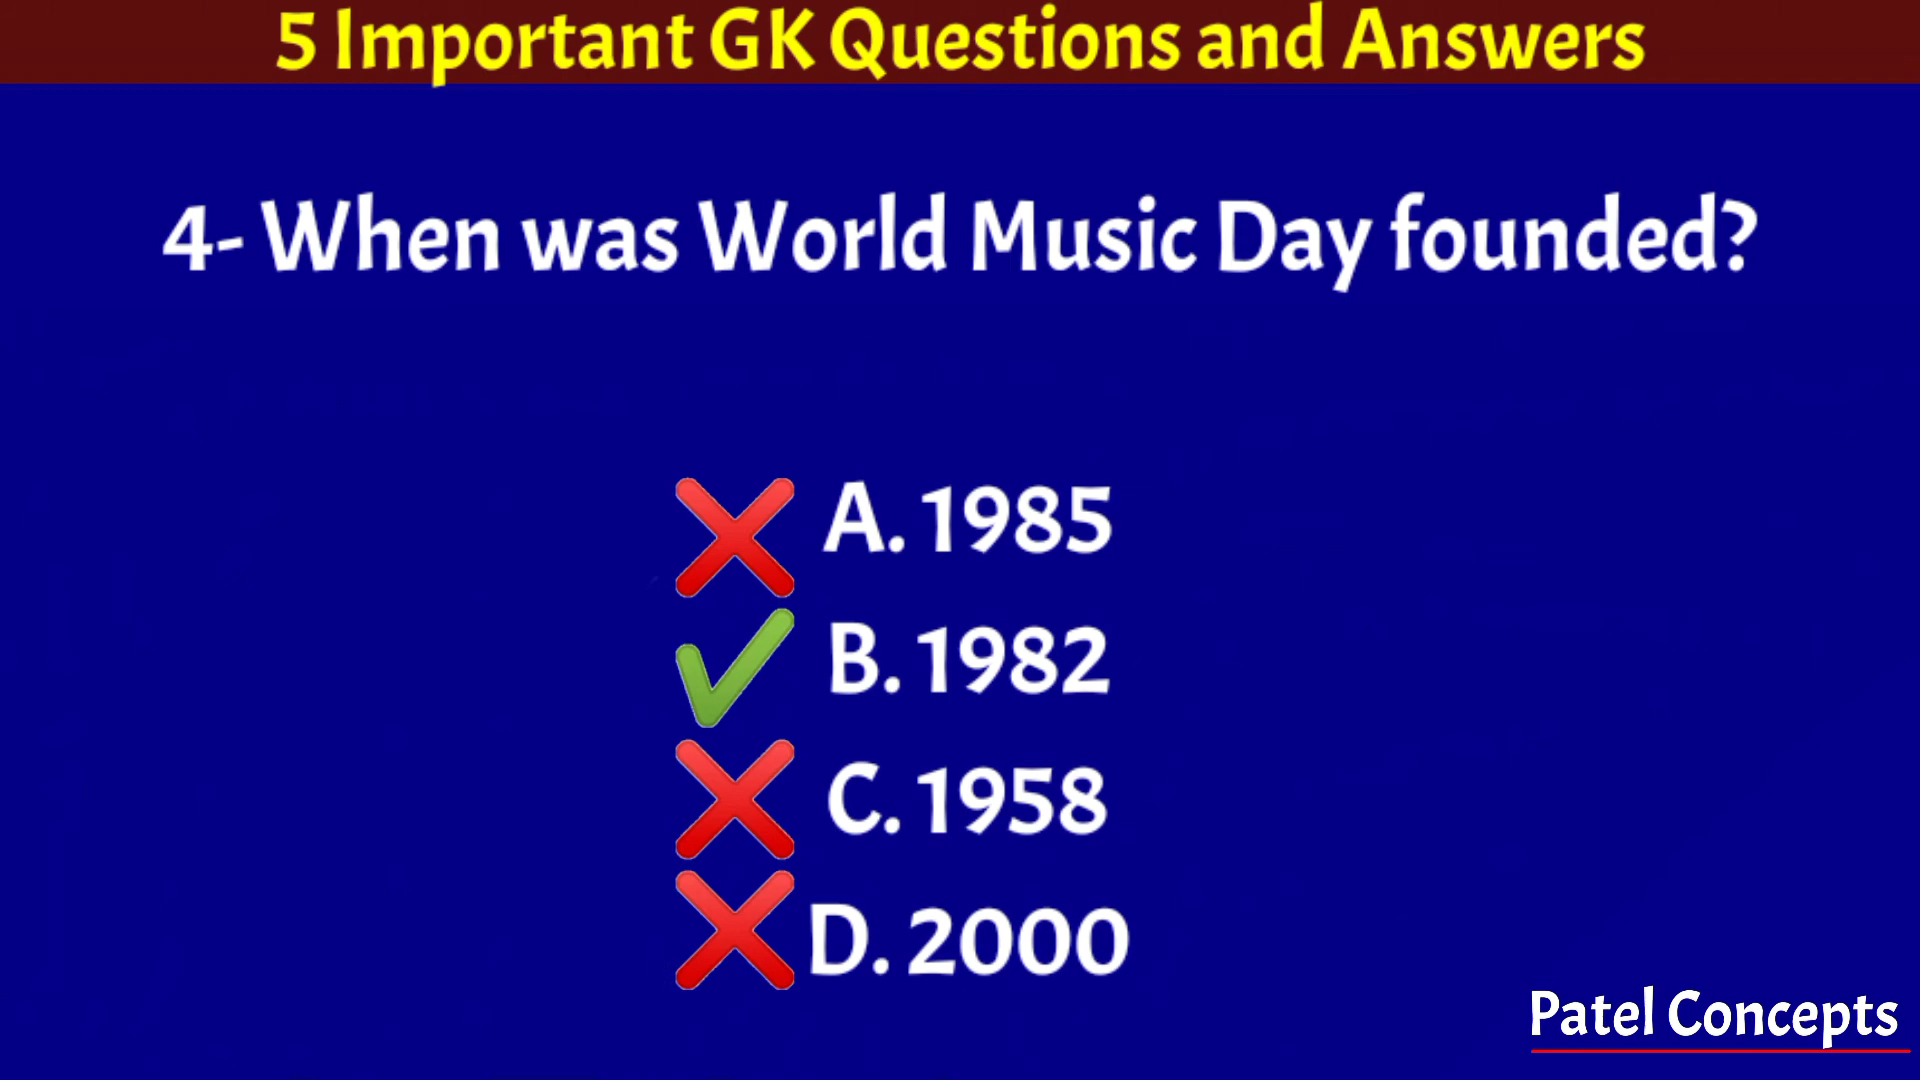 5 Important GK Questions and Answers
4- When was World Music Day founded?
A. 1985
B. 1982
C. 1958
D. 2000
Patel Concepts